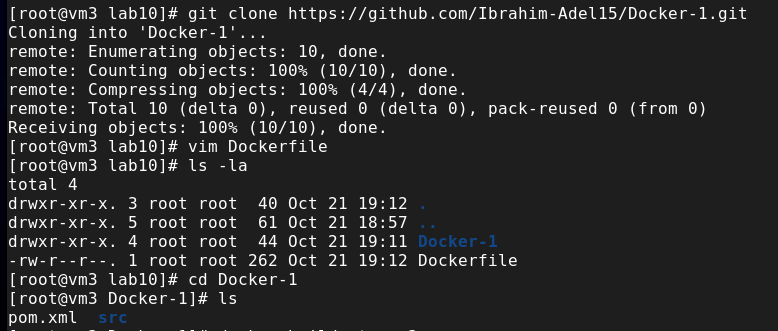 [root@vm3 lab10]# git clone https://github.com/Ibrahim-Adel15/Docker-1.git
Cloning into 'Docker-1'...
remote: Enumerating objects: 10, done.
remote: Counting objects: 100% (10/10), done.
remote: Compressing objects: 100% (4/4), done.
remote: Total 10 (delta 0), reused 0 (delta 0), pack-reused 0 (from 0)
Receiving objects: 100% (10/10), done.
[root@vm3 lab10]# vim Dockerfile
[root@vm3 lab10]# ls -la
total 4
drwxr-xr-x. 3 root root  40 Oct 21 19:12 .
drwxr-xr-x. 5 root root  61 Oct 21 18:57 ..
drwxr-xr-x. 4 root root  44 Oct 21 19:11 Docker-1
-rw-r--r--. 1 root root 262 Oct 21 19:12 Dockerfile
[root@vm3 lab10]# cd Docker-1
[root@vm3 Docker-1]# ls
pom.xml  src